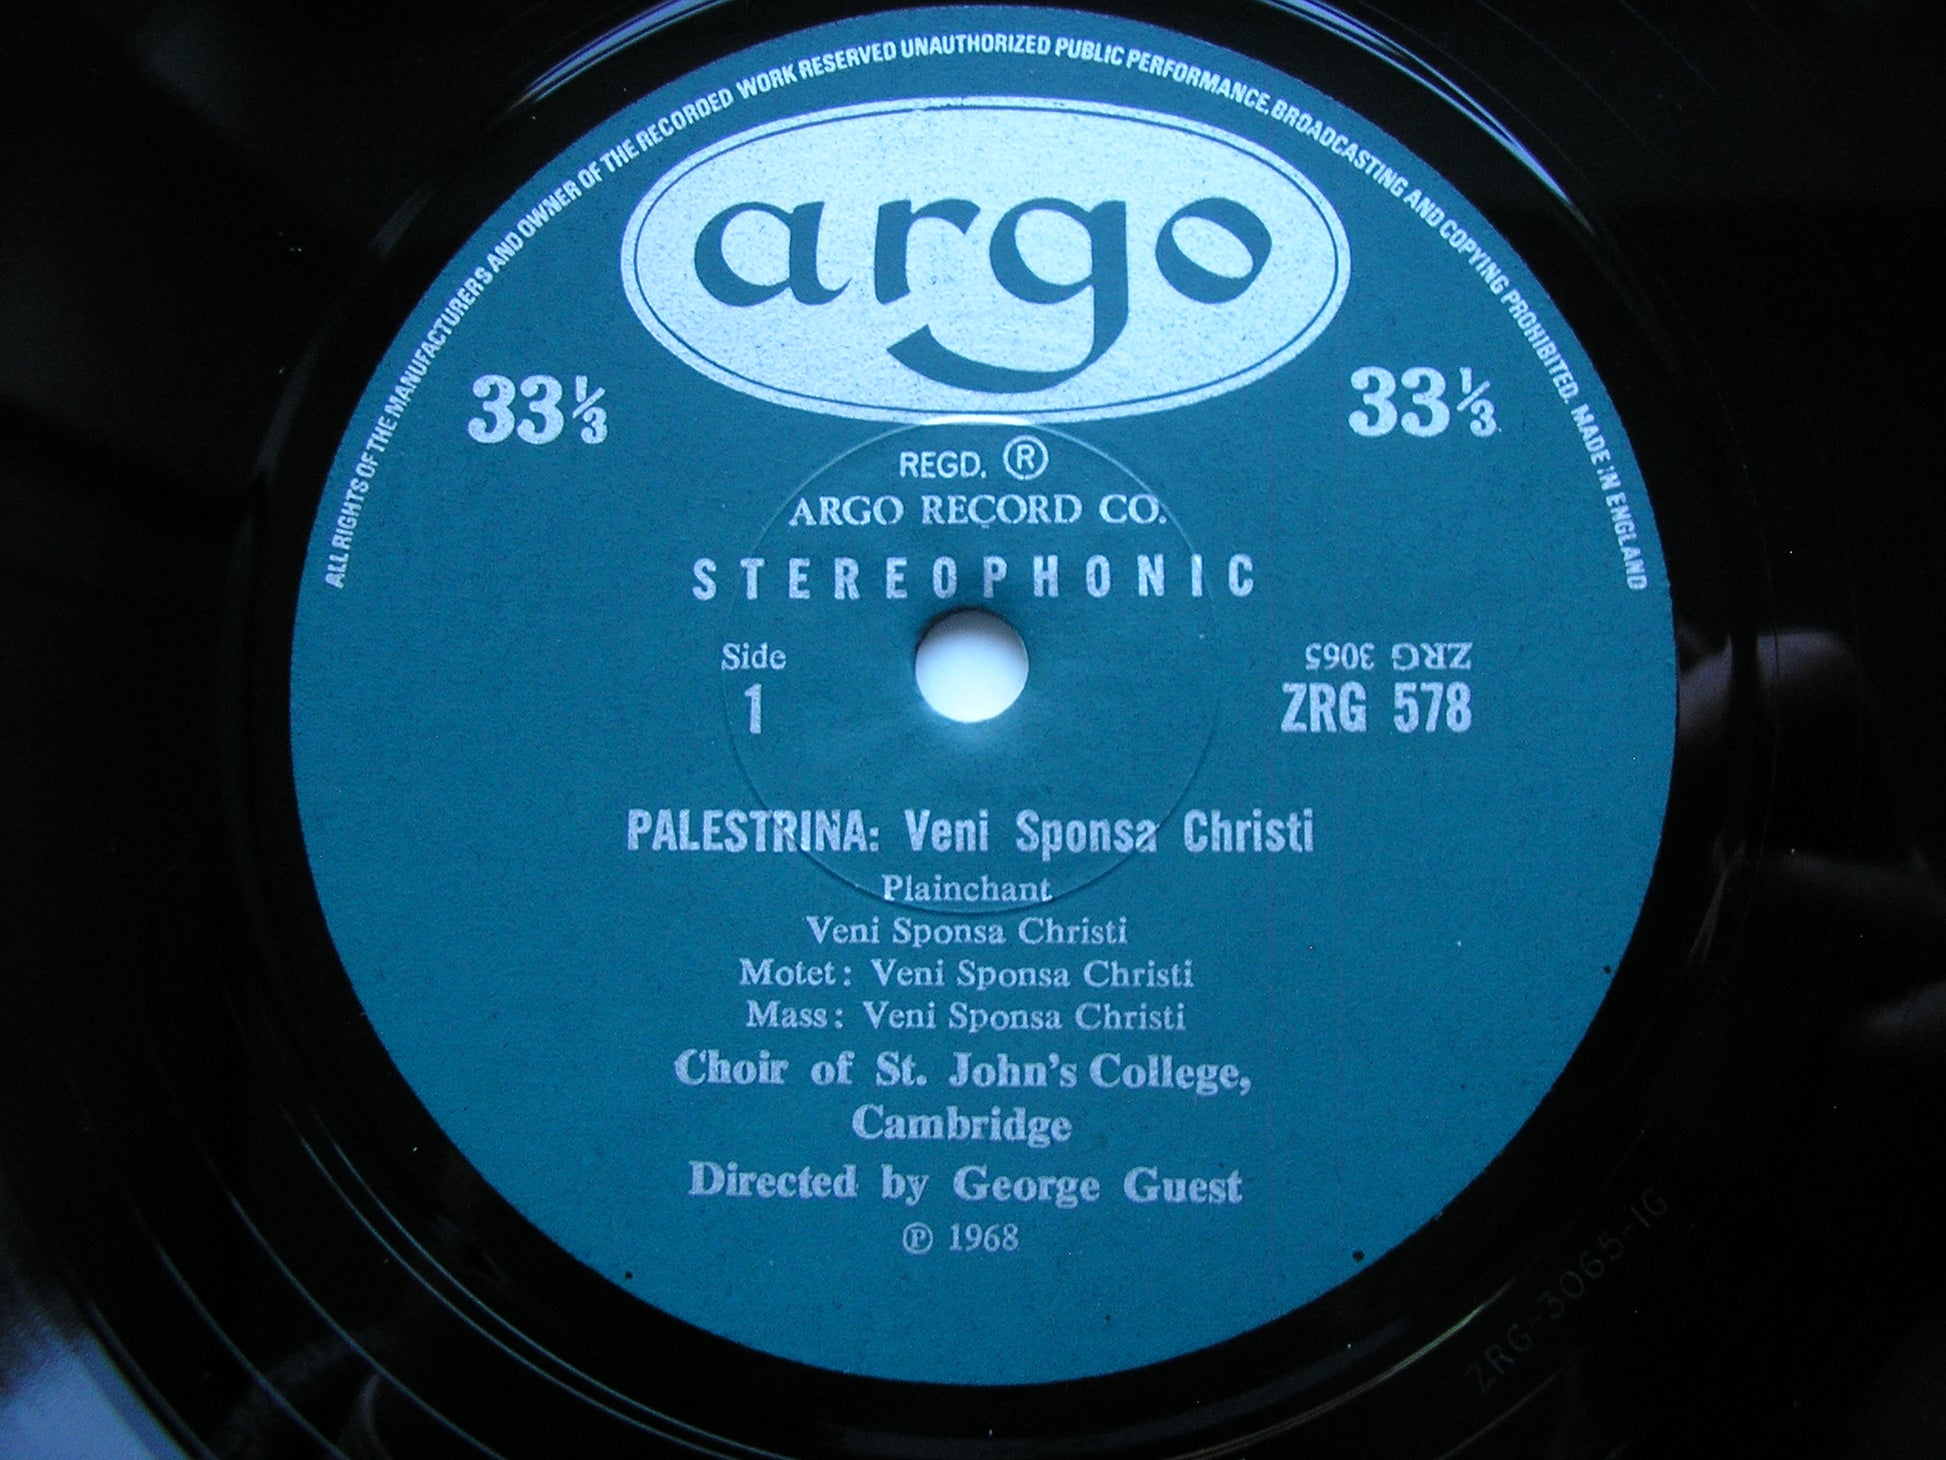 ALL RIGHTS OF THE MANUFACTURERS AND OWNER OF THE RECORDED WORK RESERVED UNAUTHORIZED PUBLIC PERFORMANCE, BROADCASTING AND COPYING PROHIBITED. MADE IN ENGLAND
argo
33⅓ 33⅓
REGD. ®
ARGO RECORD CO.
STEREOPHONIC
Side
1
ZRG 3065
ZRG 578
PALESTRINA: Veni Sponsa Christi
Plainchant
Veni Sponsa Christi
Motet: Veni Sponsa Christi
Mass: Veni Sponsa Christi
Choir of St. John's College,
Cambridge
Directed by George Guest
℗ 1968
ZRG-3065-1G